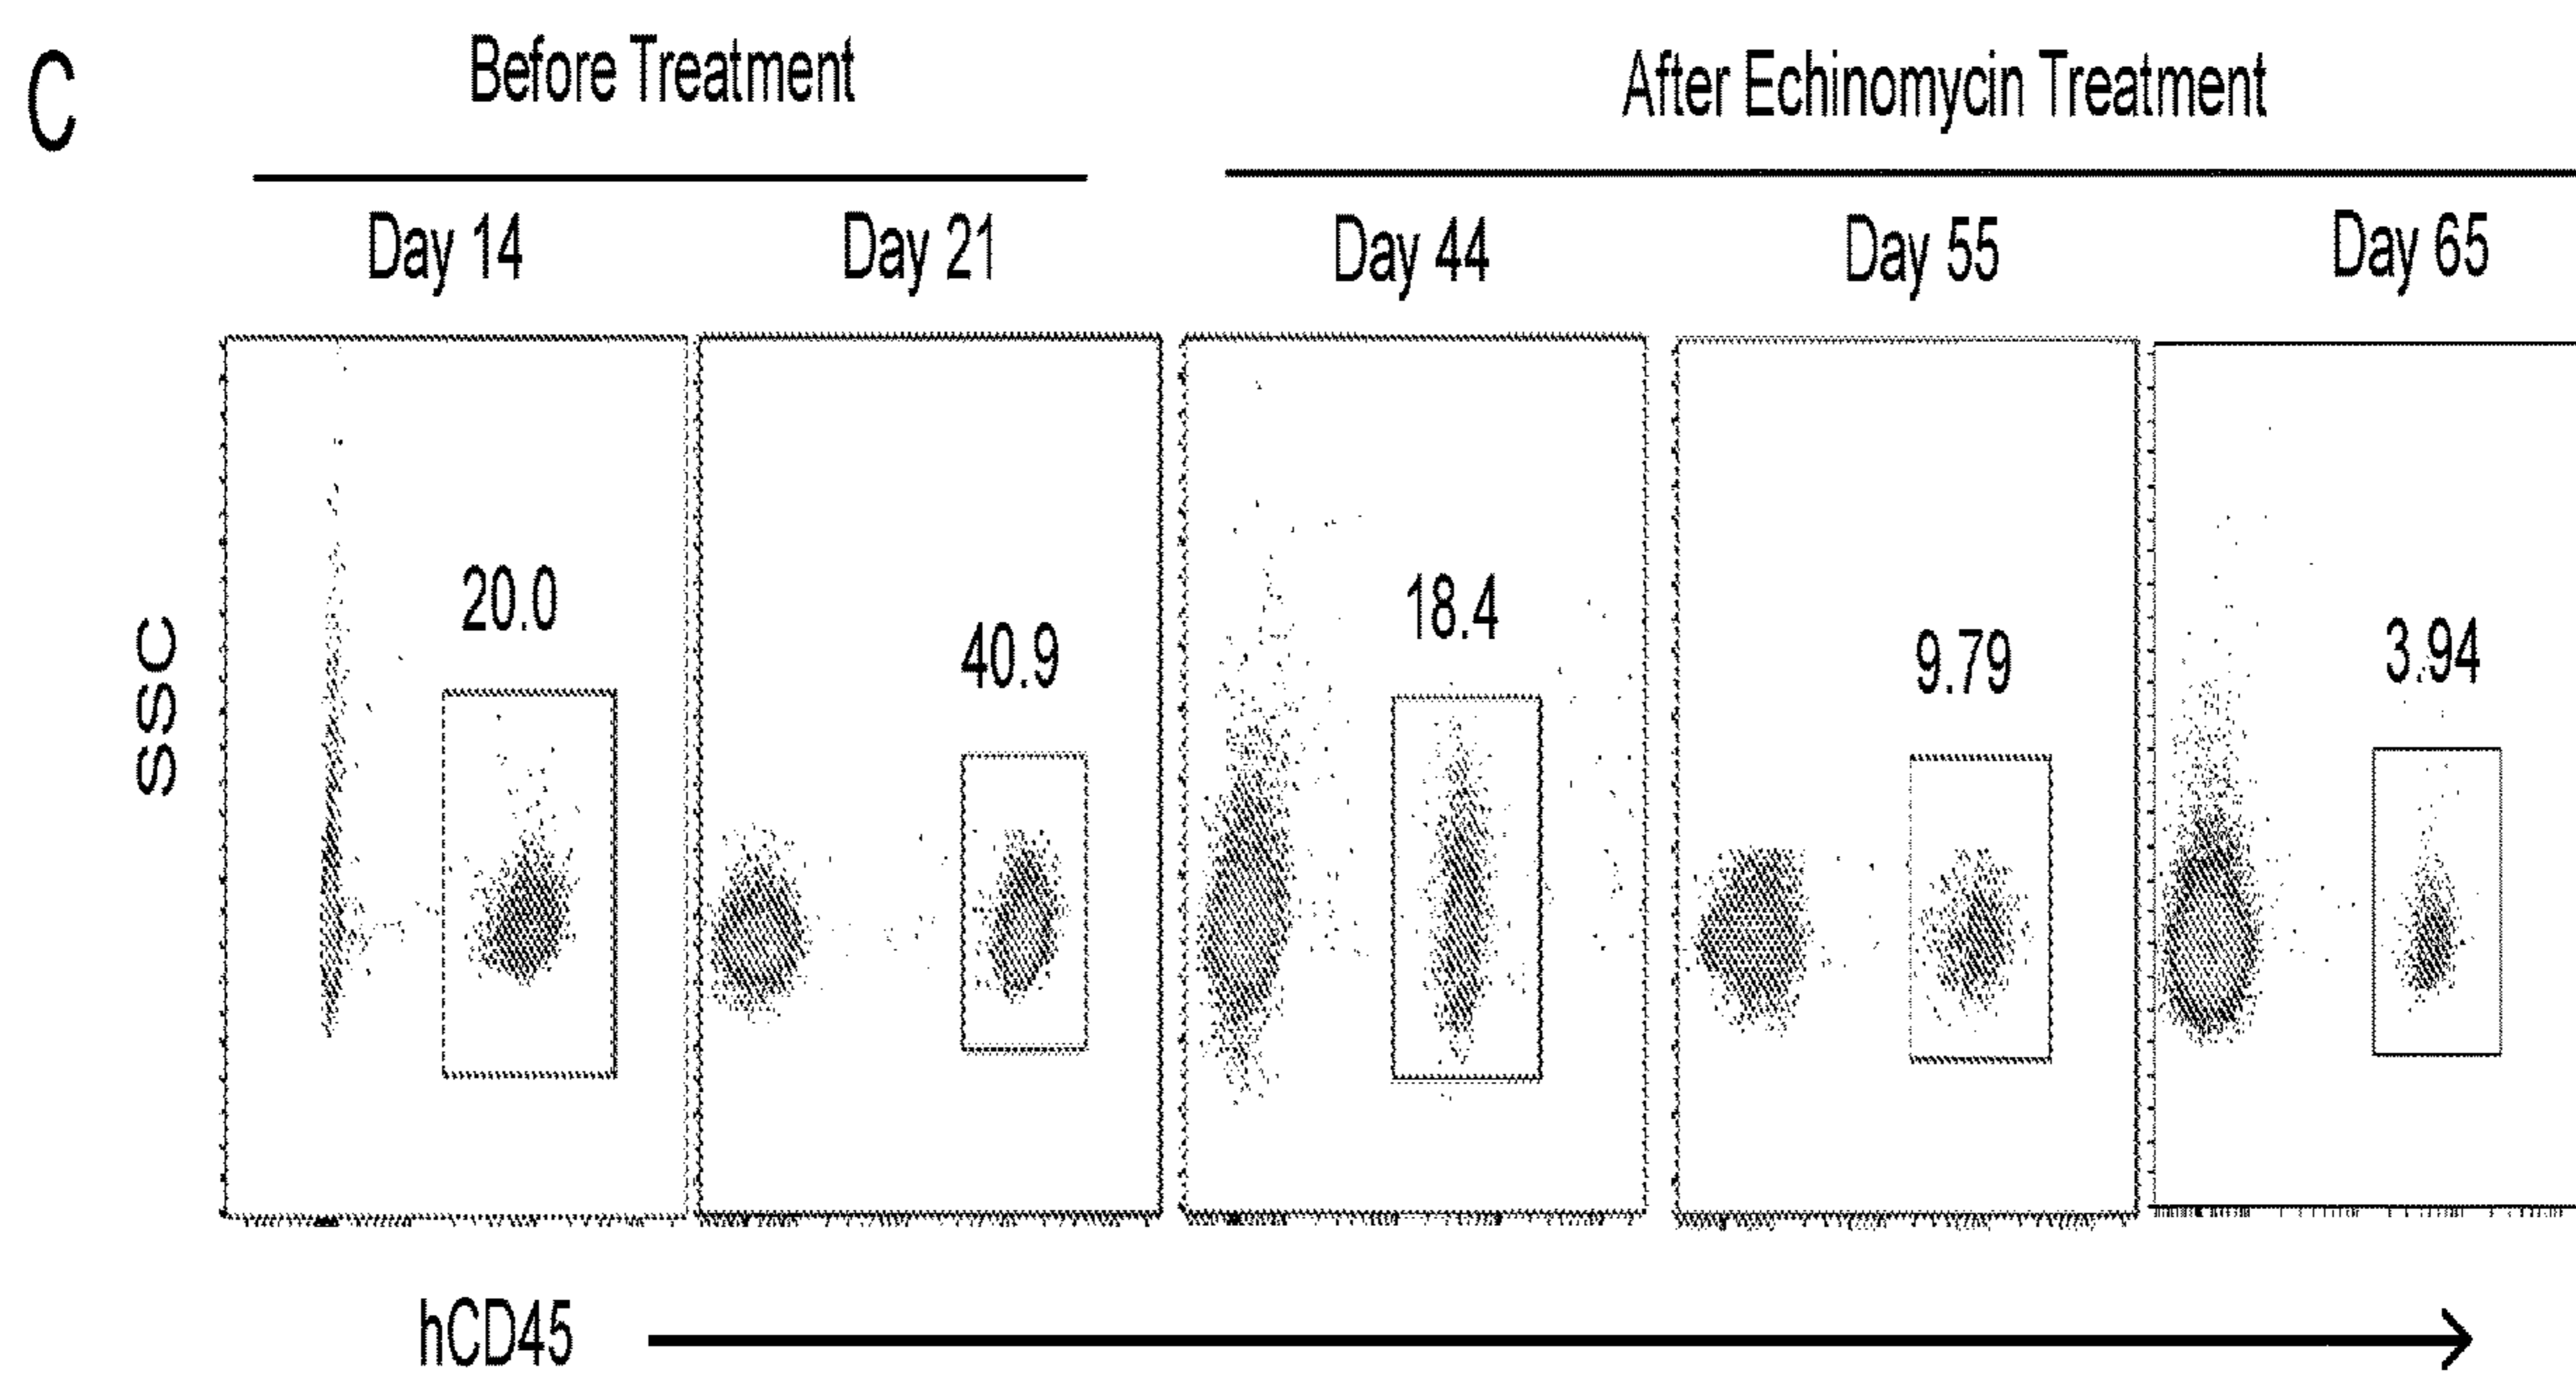 C
Before Treatment
After Echinomycin Treatment
Day 14
Day 21
Day 44
Day 55
Day 65
SSC
20.0
40.9
18.4
9.79
3.94
hCD45